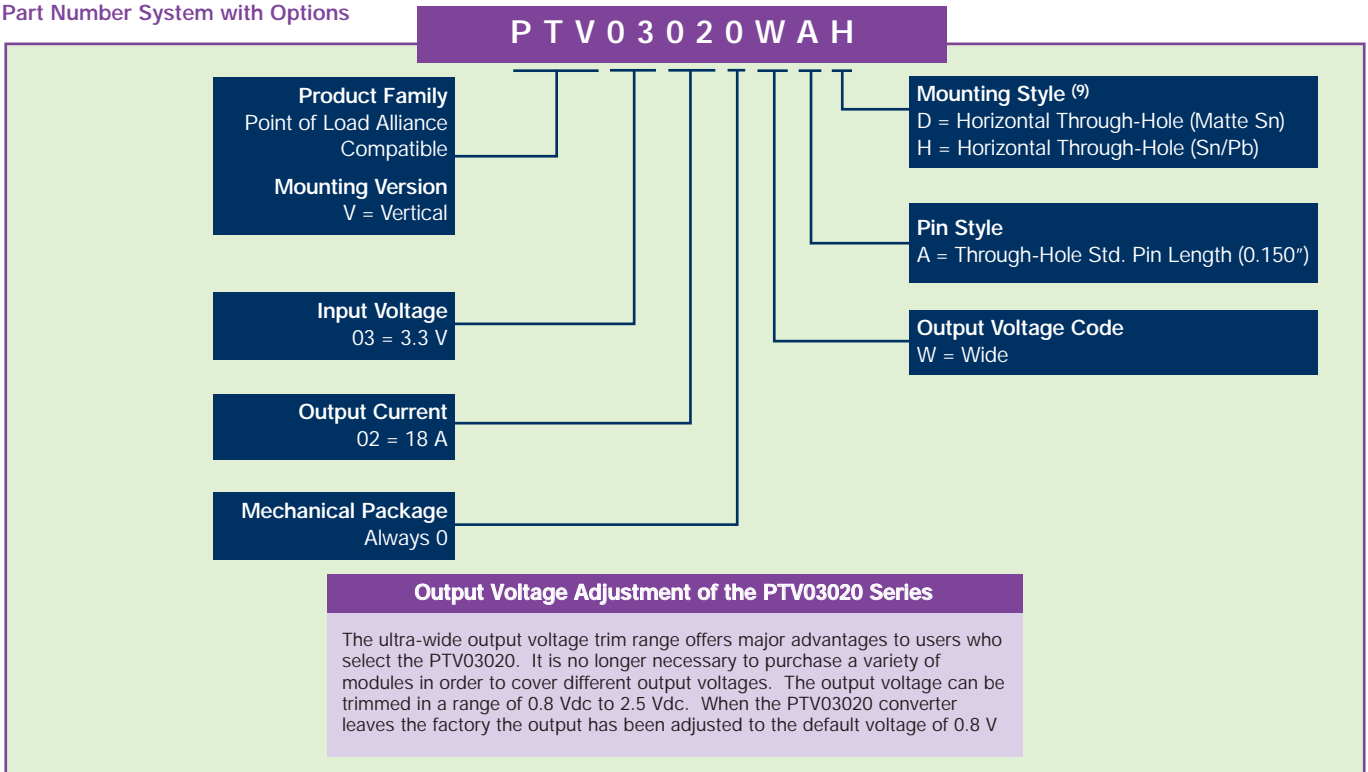 Part Number System with Options
PTV03020WAH
Product Family
Point of Load Alliance
Compatible
Mounting Version
V = Vertical
Input Voltage
03 = 3.3 V
Output Current
02 = 18 A
Mechanical Package
Always 0
Mounting Style (9)
D = Horizontal Through-Hole (Matte Sn)
H = Horizontal Through-Hole (Sn/Pb)
Pin Style
A = Through-Hole Std. Pin Length (0.150″)
Output Voltage Code
W = Wide
Output Voltage Adjustment of the PTV03020 Series
The ultra-wide output voltage trim range offers major advantages to users who
select the PTV03020. It is no longer necessary to purchase a variety of
modules in order to cover different output voltages. The output voltage can be
trimmed in a range of 0.8 Vdc to 2.5 Vdc. When the PTV03020 converter
leaves the factory the output has been adjusted to the default voltage of 0.8 V